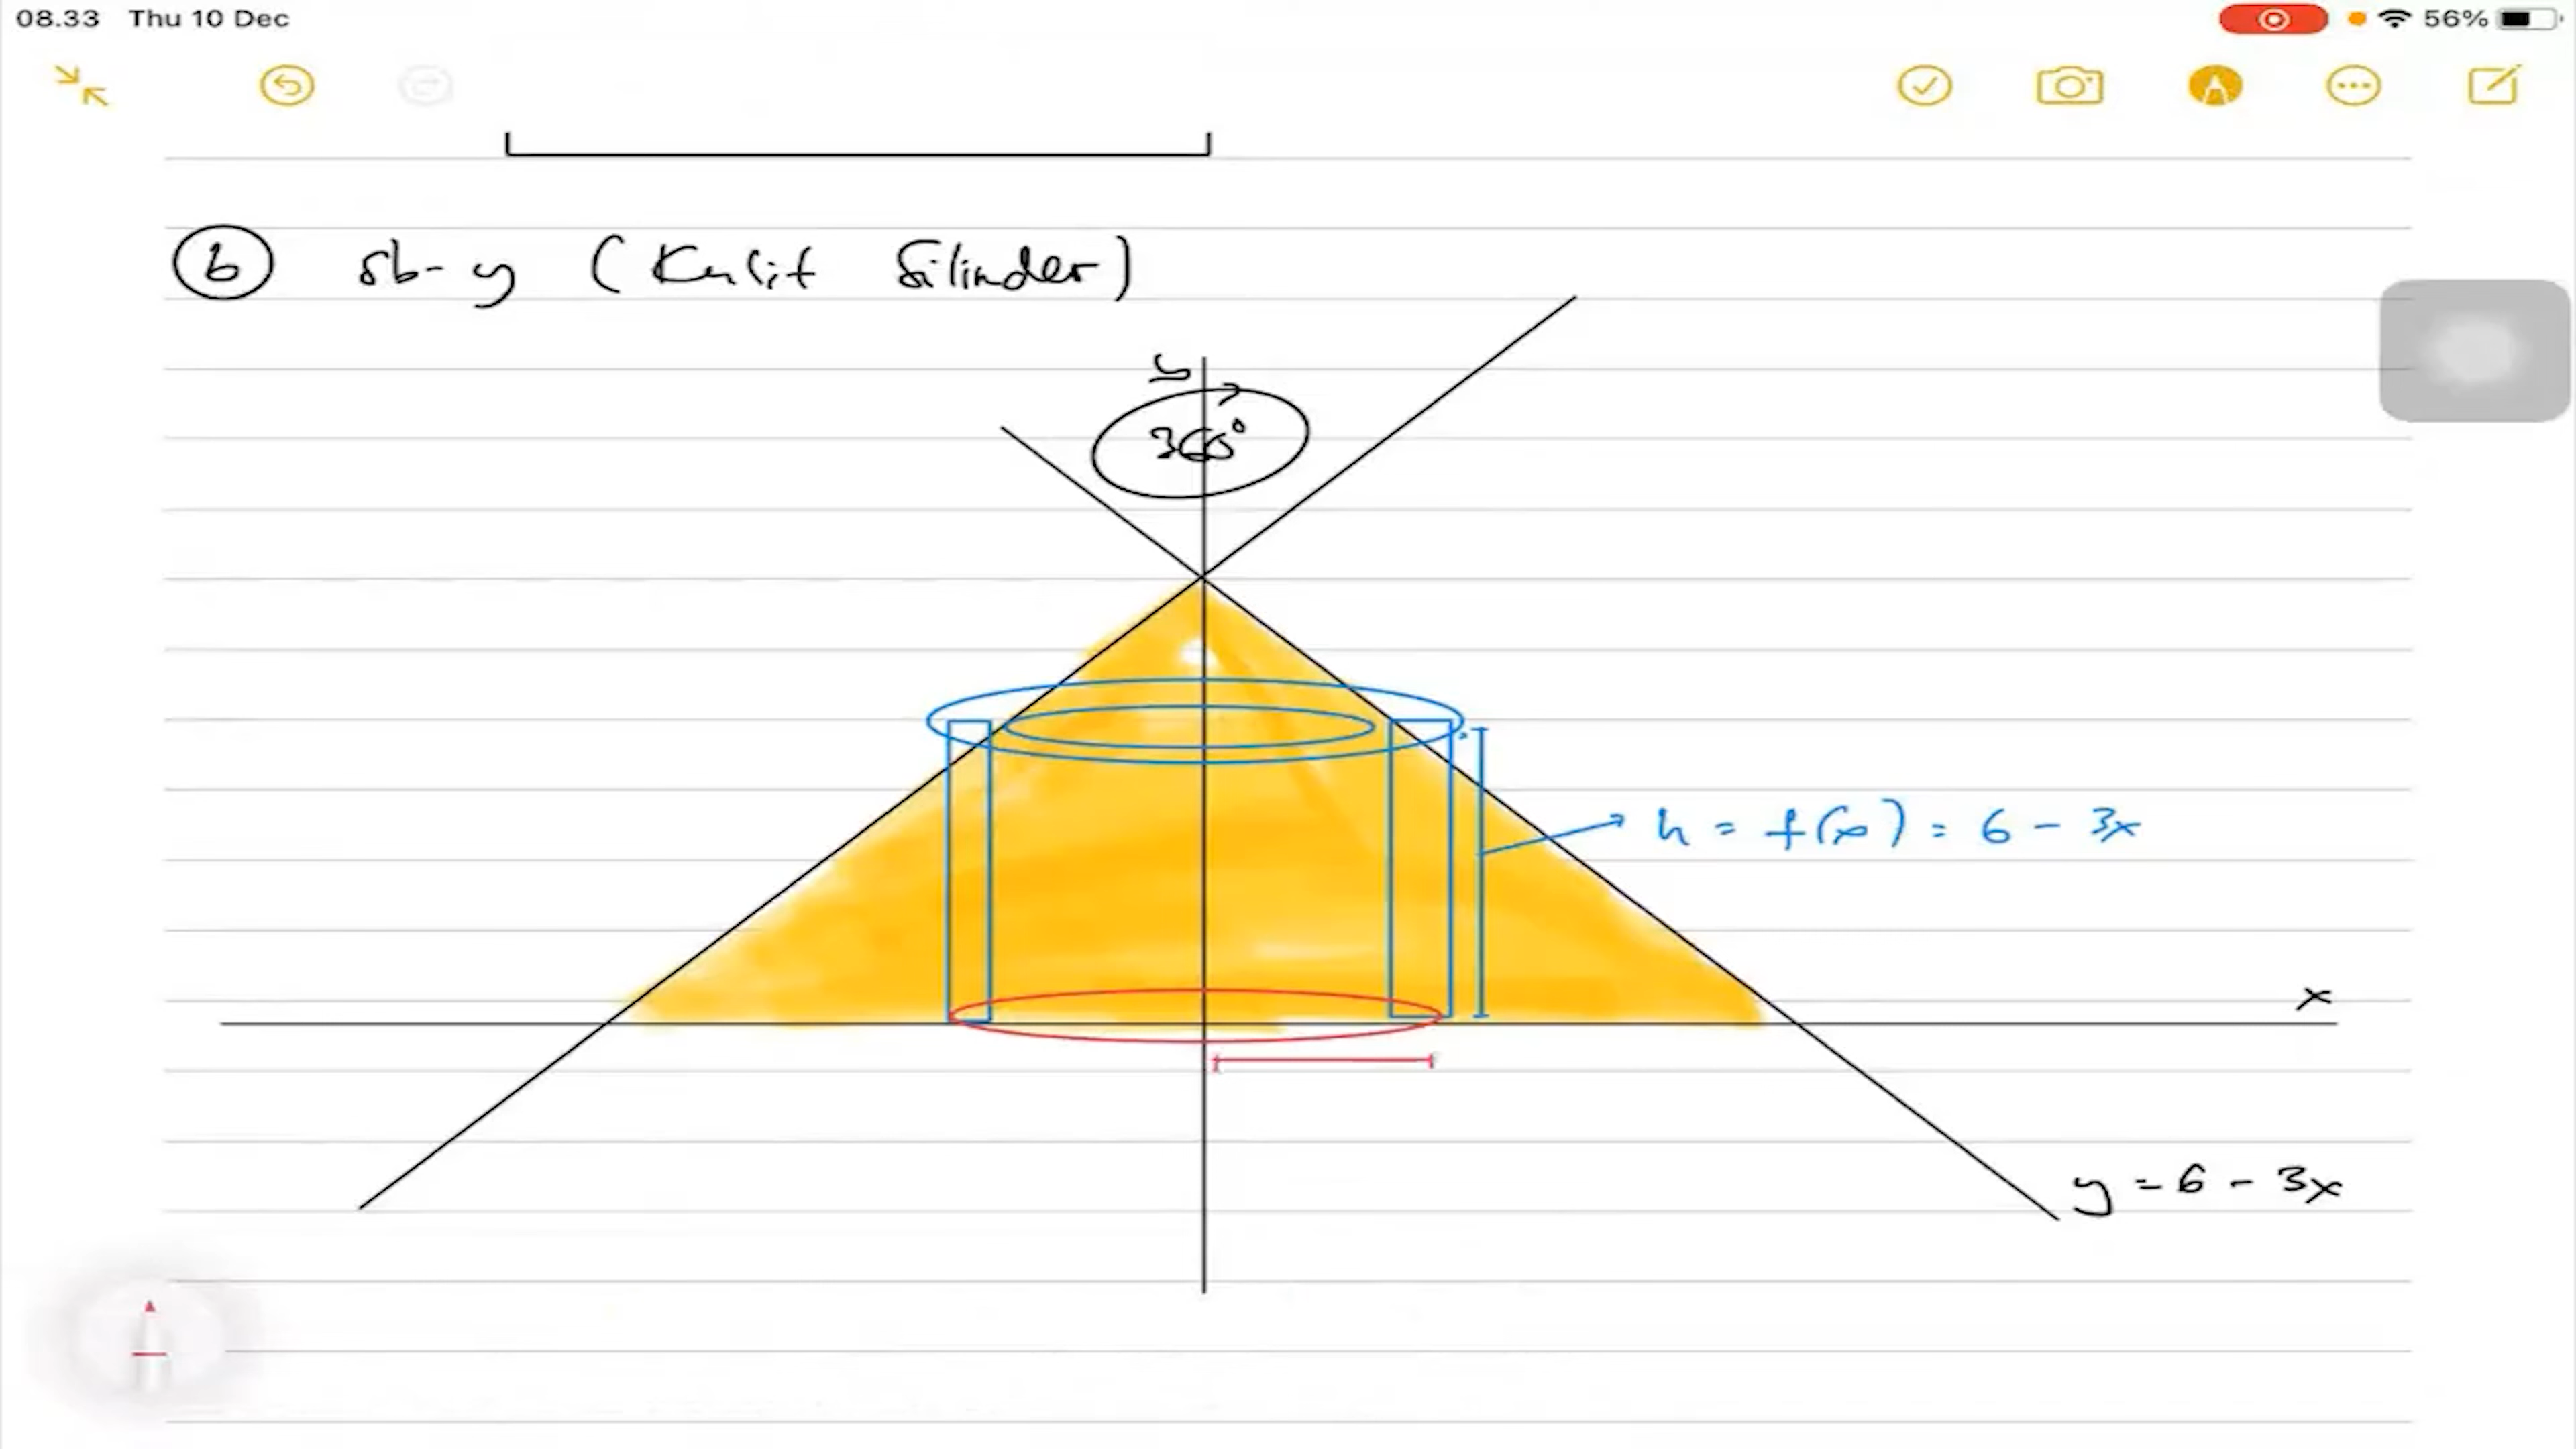 08.33 Thu 10 Dec
56%
b sb-y (Kulit Silinder)
y
360°
h = f(x) = 6 - 3x
x
y = 6 - 3x